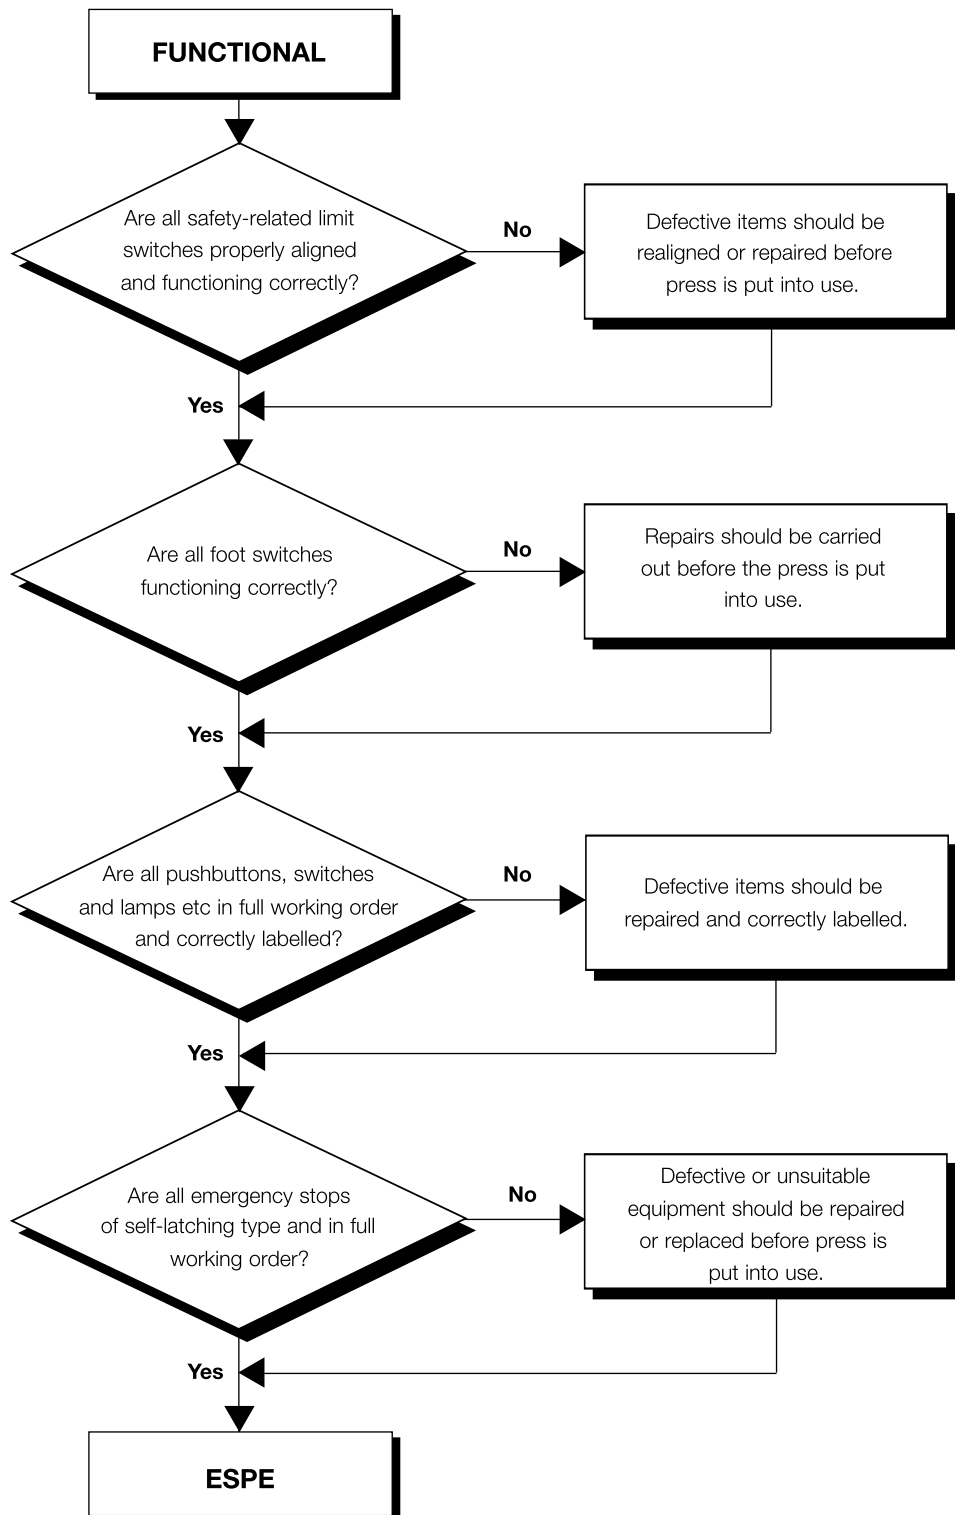 FUNCTIONAL
Are all safety-related limit
switches properly aligned
and functioning correctly?
No
Defective items should be
realigned or repaired before
press is put into use.
Yes
Are all foot switches
functioning correctly?
No
Repairs should be carried
out before the press is put
into use.
Yes
Are all pushbuttons, switches
and lamps etc in full working order
and correctly labelled?
No
Defective items should be
repaired and correctly labelled.
Yes
Are all emergency stops
of self-latching type and in full
working order?
No
Defective or unsuitable
equipment should be repaired
or replaced before press is
put into use.
Yes
ESPE